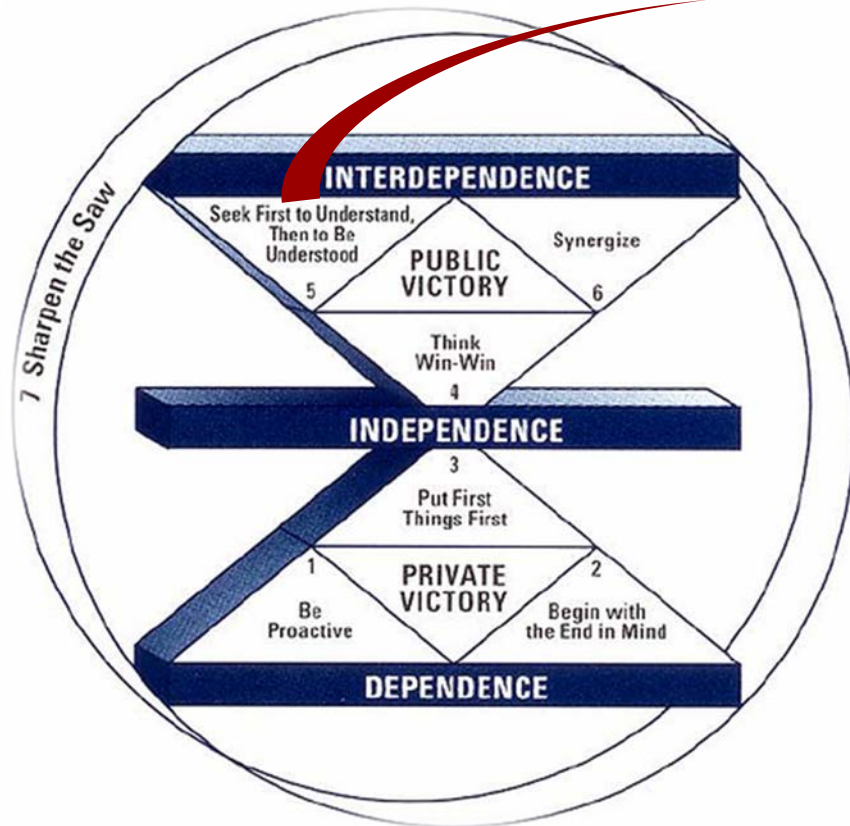 7 Sharpen the Saw
INTERDEPENDENCE
Seek First to Understand,
Then to Be
Understood
5
PUBLIC
VICTORY
Synergize
6
Think
Win-Win
4
INDEPENDENCE
3
Put First
Things First
1
Be
Proactive
PRIVATE
VICTORY
2
Begin with
the End in Mind
DEPENDENCE